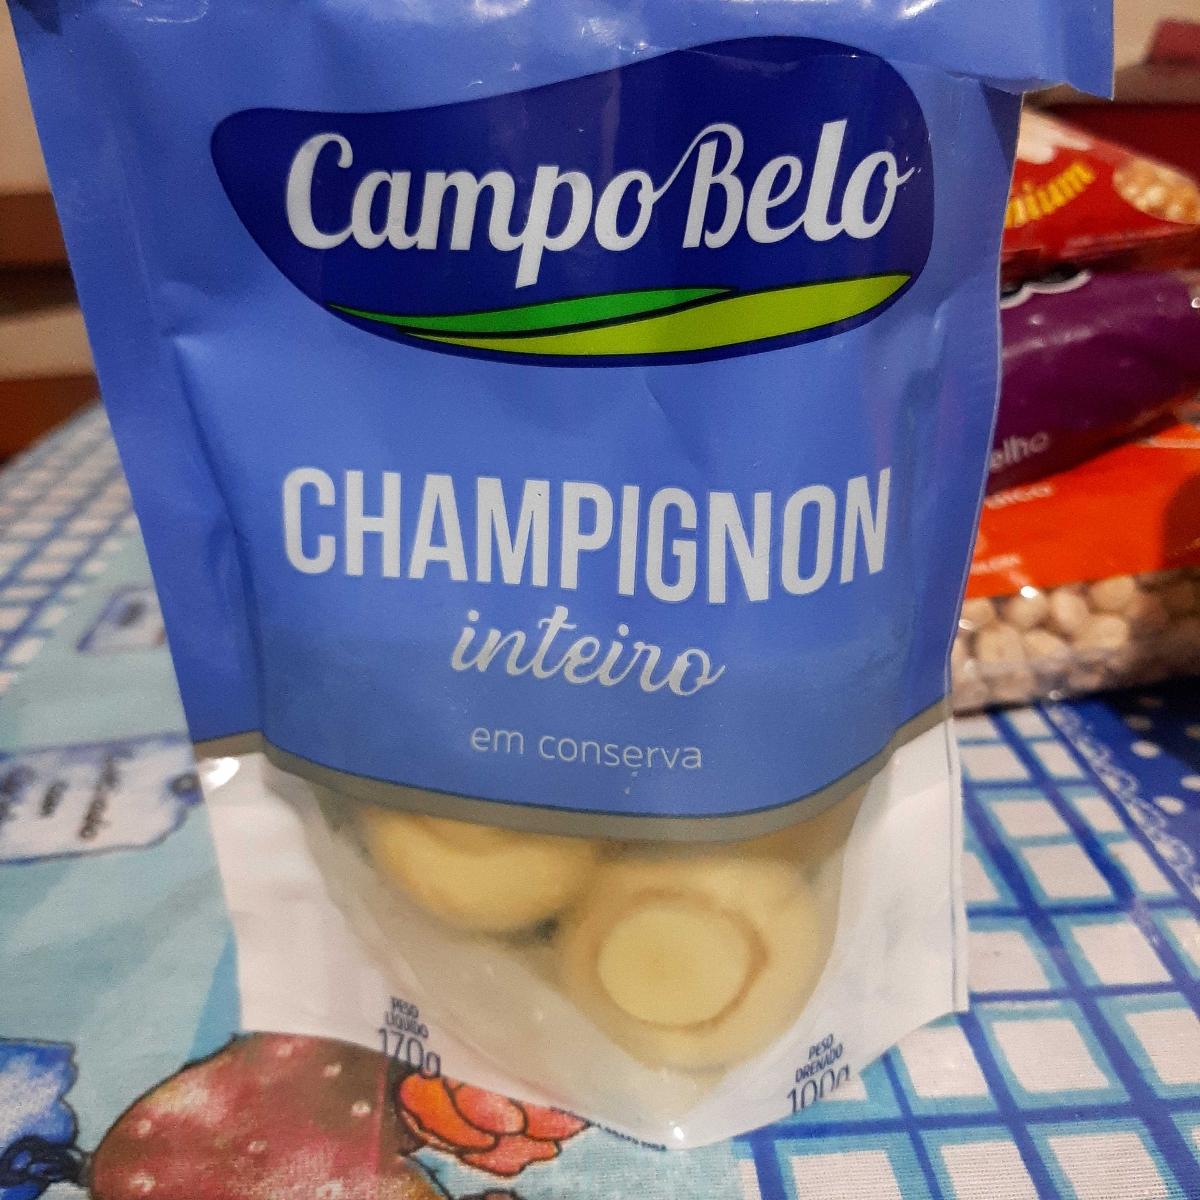 Campo Belo
CHAMPIGNON
inteiro
em conserva
PESO
LÍQUIDO
170g
PESO
DRENADO
100g